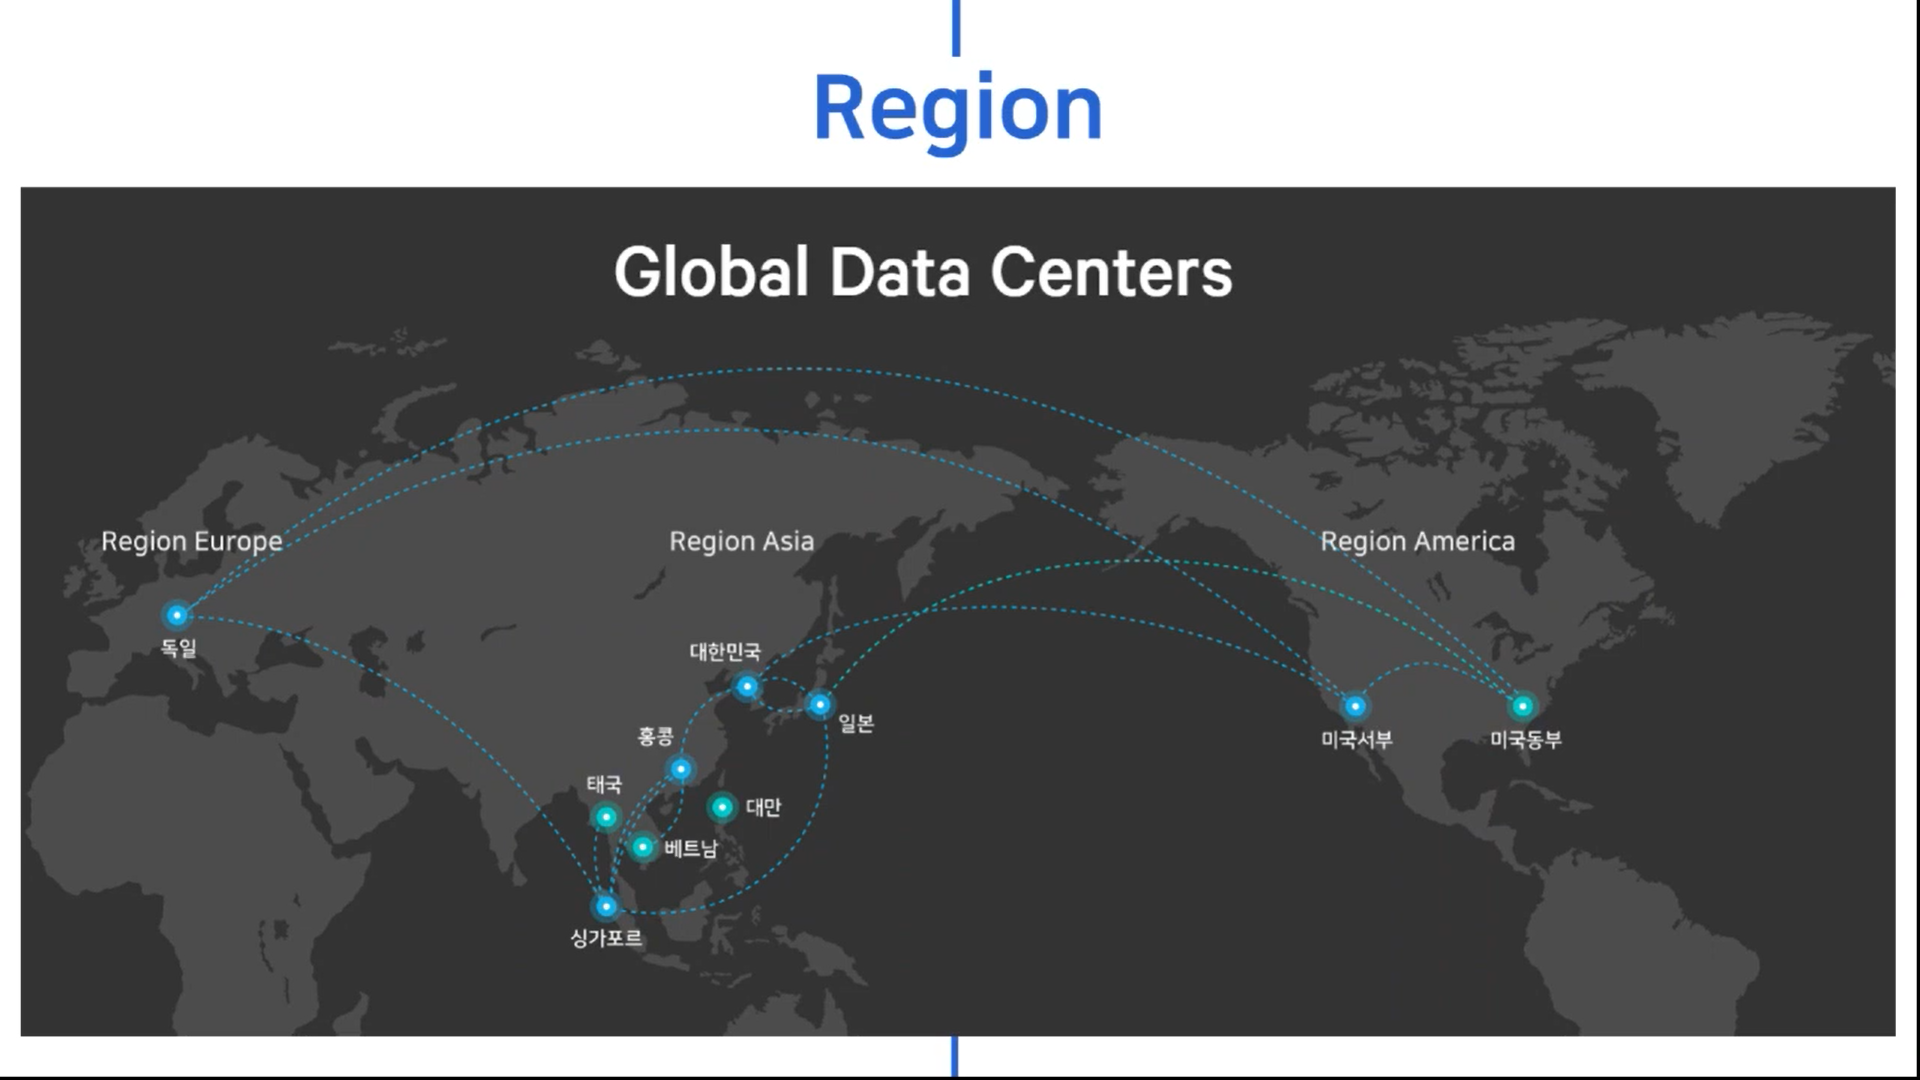 Region
Global Data Centers
Region Europe
Region Asia
Region America
독일
대한민국
일본
홍콩
태국
대만
베트남
싱가포르
미국서부
미국동부